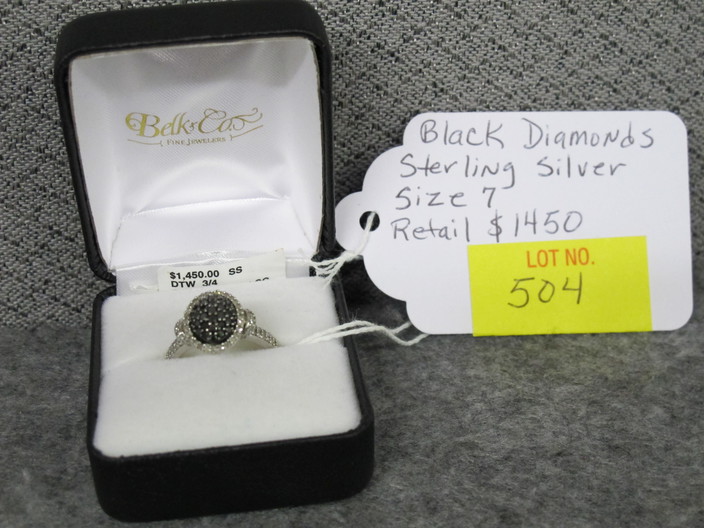 Belk & Co.
FINE JEWELERS
$1,450.00 SS
DTW 3/4
Black Diamonds
Sterling Silver
Size 7
Retail $1450
LOT NO.
504